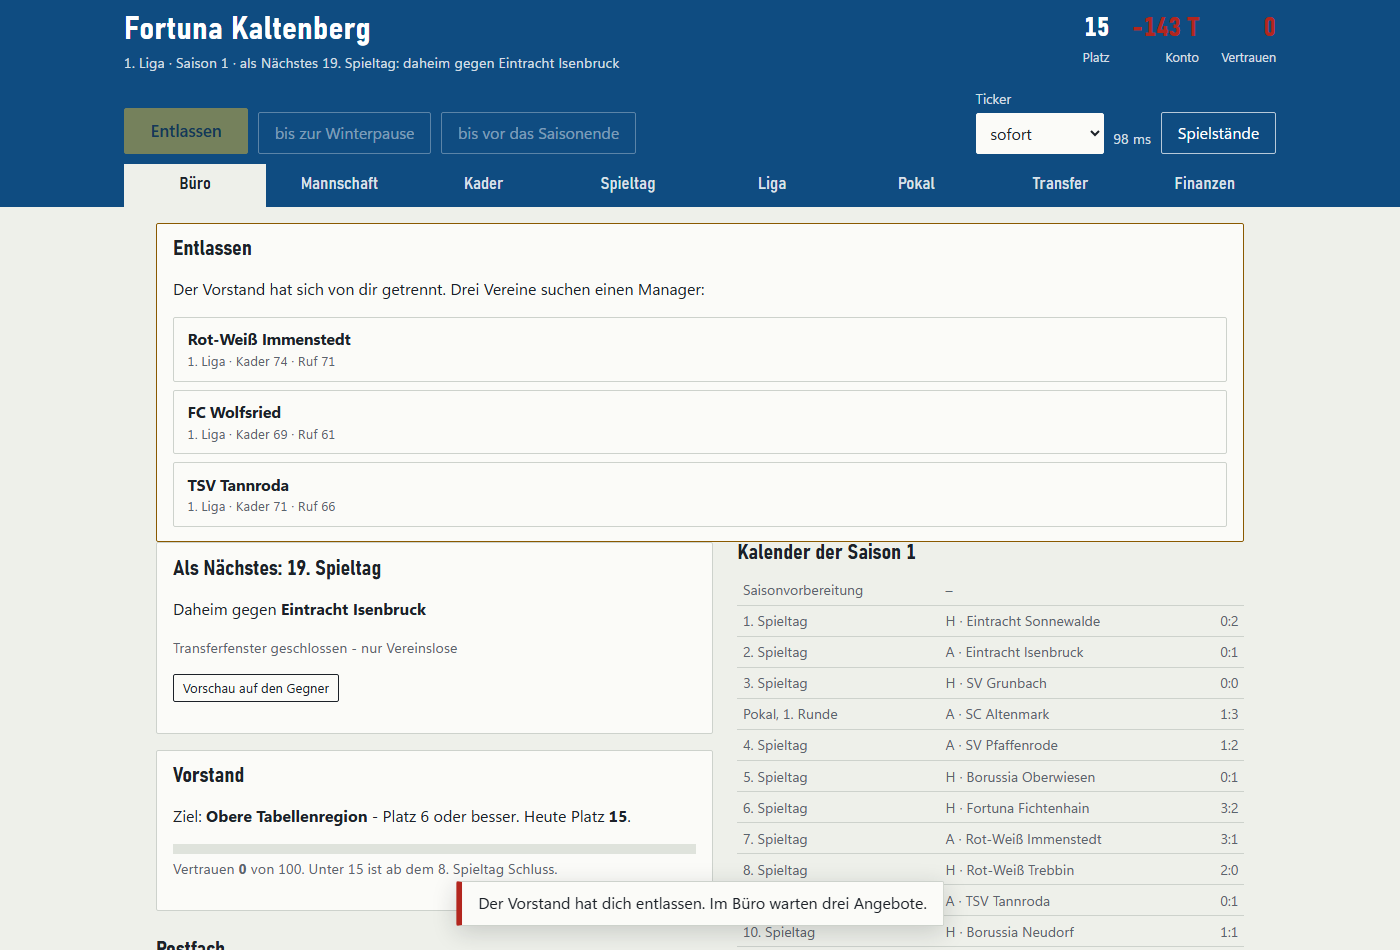 Fortuna Kaltenberg
1. Liga · Saison 1 · als Nächstes 19. Spieltag: daheim gegen Eintracht Isenbruck
15
Platz
-143 T
Konto
0
Vertrauen
Entlassen
bis zur Winterpause
bis vor das Saisonende
Ticker
sofort
98 ms
Spielstände
Büro
Mannschaft
Kader
Spieltag
Liga
Pokal
Transfer
Finanzen
Entlassen
Der Vorstand hat sich von dir getrennt. Drei Vereine suchen einen Manager:
Rot-Weiß Immenstedt
1. Liga · Kader 74 · Ruf 71
FC Wolfsried
1. Liga · Kader 69 · Ruf 61
TSV Tannroda
1. Liga · Kader 71 · Ruf 66
Als Nächstes: 19. Spieltag
Daheim gegen Eintracht Isenbruck
Transferfenster geschlossen - nur Vereinslose
Vorschau auf den Gegner
Vorstand
Ziel: Obere Tabellenregion - Platz 6 oder besser. Heute Platz 15.
Vertrauen 0 von 100. Unter 15 ist ab dem 8. Spieltag Schluss.
Postfach
Kalender der Saison 1
Saisonvorbereitung –
1. Spieltag H · Eintracht Sonnewalde 0:2
2. Spieltag A · Eintracht Isenbruck 0:1
3. Spieltag H · SV Grunbach 0:0
Pokal, 1. Runde A · SC Altenmark 1:3
4. Spieltag A · SV Pfaffenrode 1:2
5. Spieltag H · Borussia Oberwiesen 0:1
6. Spieltag H · Fortuna Fichtenhain 3:2
7. Spieltag A · Rot-Weiß Immenstedt 3:1
8. Spieltag H · Rot-Weiß Trebbin 2:0
A · TSV Tannroda 0:1
10. Spieltag H · Borussia Neudorf 1:1
Der Vorstand hat dich entlassen. Im Büro warten drei Angebote.